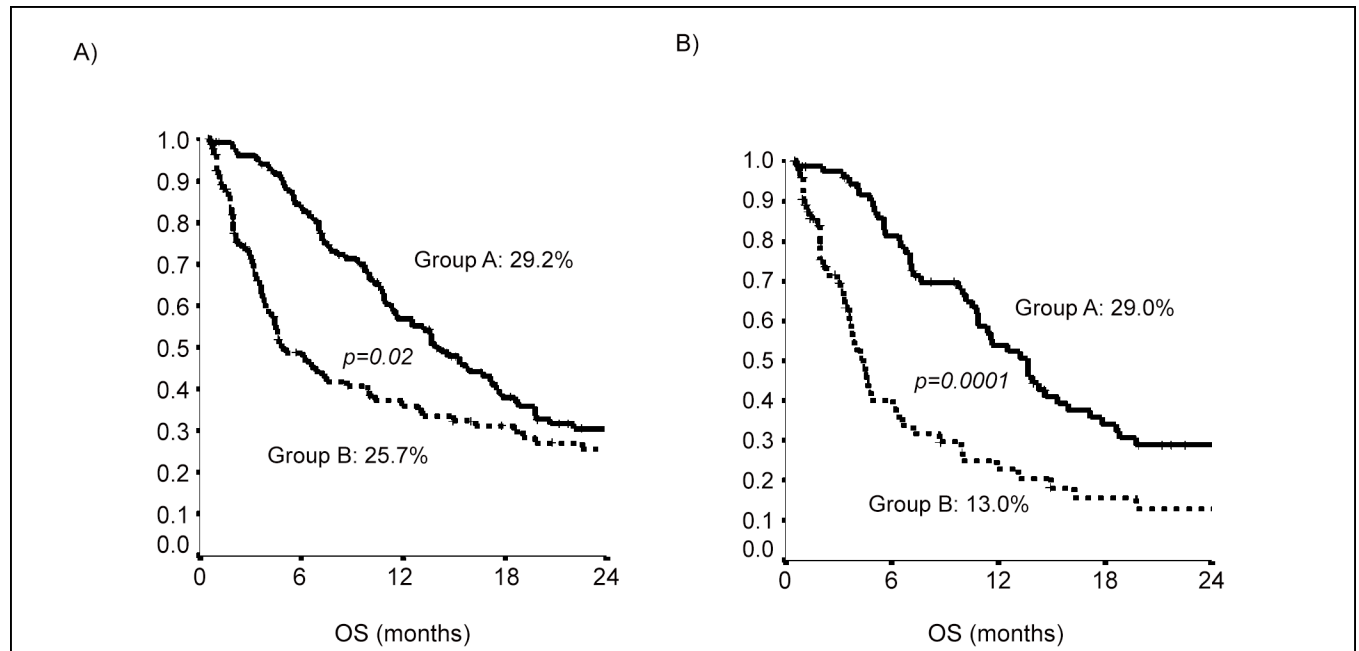 A)
1.0
0.9
0.8
0.7
0.6
0.5
0.4
0.3
0.2
0.1
0.0
Group A: 29.2%
p=0.02
Group B: 25.7%
0 6 12 18 24
OS (months)
B)
1.0
0.9
0.8
0.7
0.6
0.5
0.4
0.3
0.2
0.1
0.0
Group A: 29.0%
p=0.0001
Group B: 13.0%
0 6 12 18 24
OS (months)